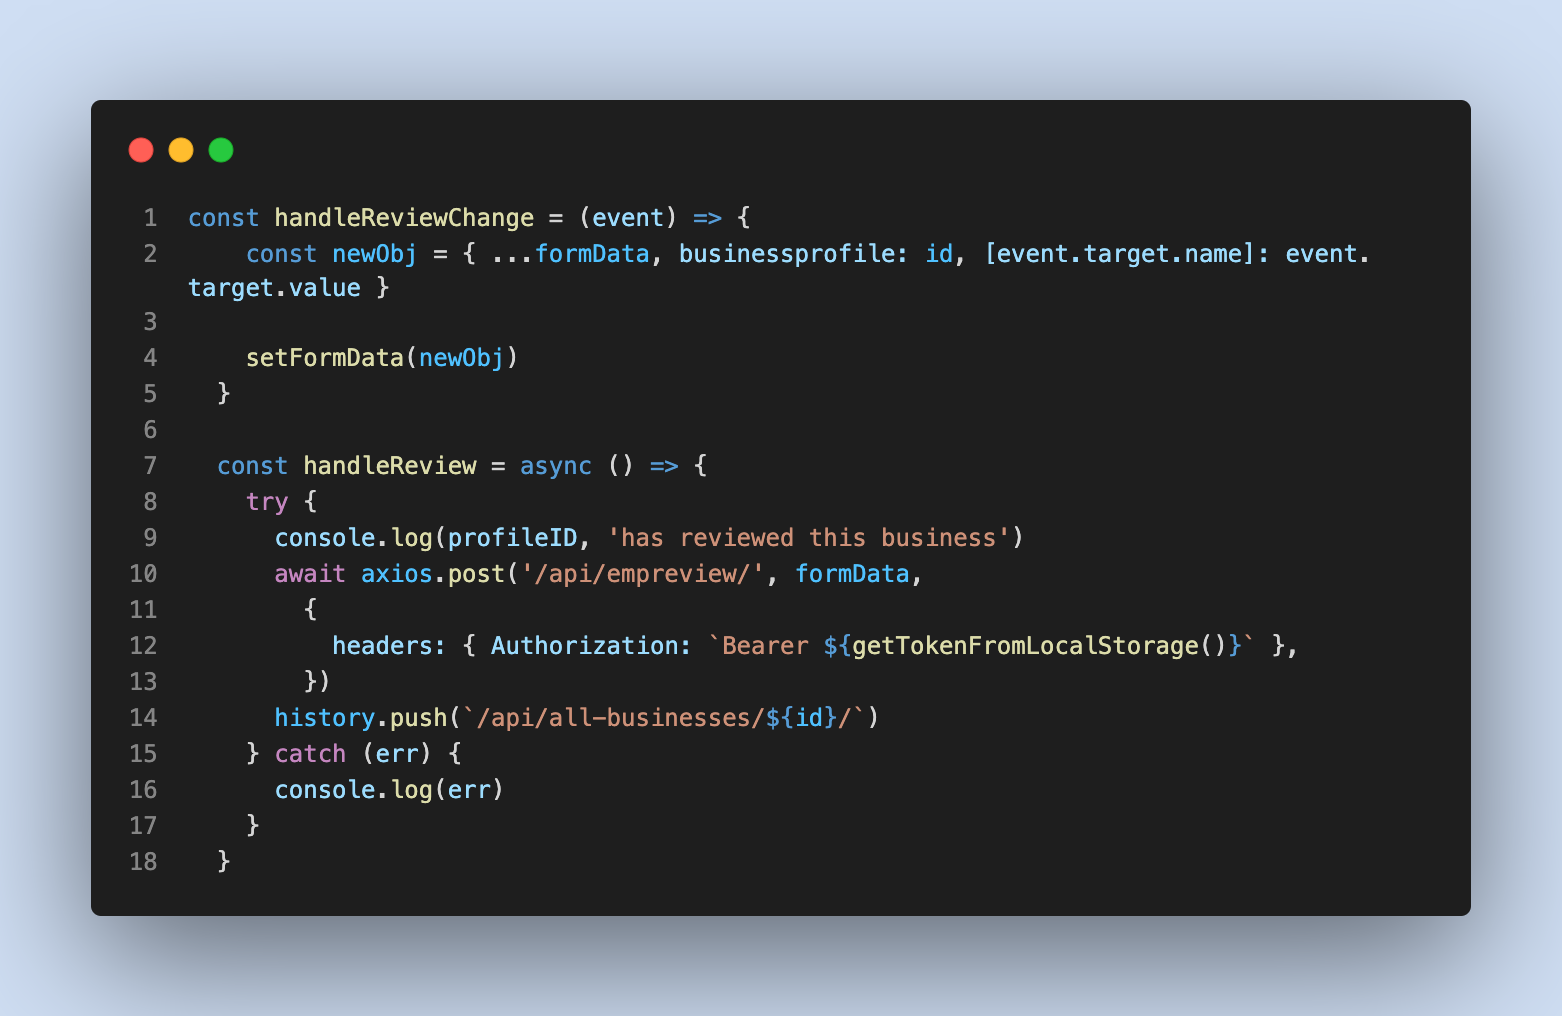 1 const handleReviewChange = (event) => {
2     const newObj = { ...formData, businessprofile: id, [event.target.name]: event.
target.value }
3
4     setFormData(newObj)
5   }
6
7   const handleReview = async () => {
8     try {
9       console.log(profileID, 'has reviewed this business')
10       await axios.post('/api/empreview/', formData,
11         {
12           headers: { Authorization: `Bearer ${getTokenFromLocalStorage()}` },
13         })
14       history.push(`/api/all-businesses/${id}/`)
15     } catch (err) {
16       console.log(err)
17     }
18   }